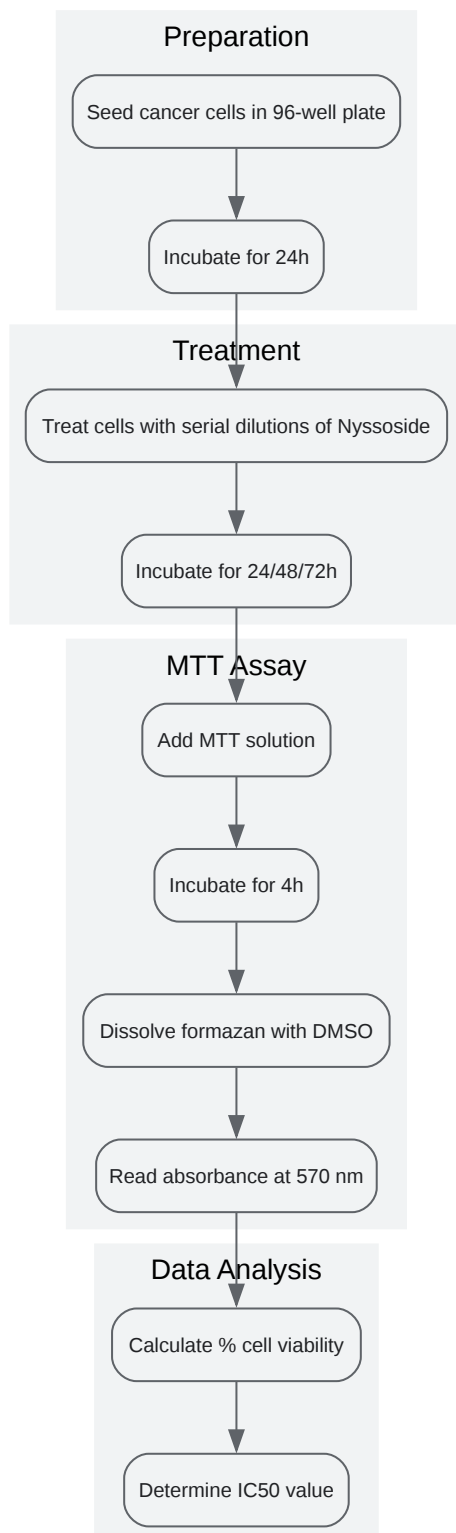 Preparation
Seed cancer cells in 96-well plate
Incubate for 24h
Treatment
Treat cells with serial dilutions of Nyssoside
Incubate for 24/48/72h
MTT Assay
Add MTT solution
Incubate for 4h
Dissolve formazan with DMSO
Read absorbance at 570 nm
Data Analysis
Calculate % cell viability
Determine IC50 value